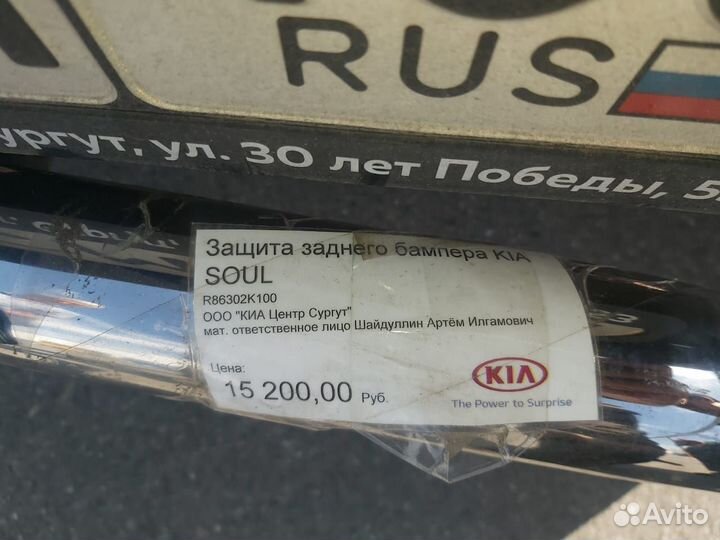 RUS
ургут, ул. 30 лет Победы, 5
Защита заднего бампера KIA
SOUL
R86302K100
ООО "КИА Центр Сургут"
мат. ответственное лицо Шайдуллин Артём Илгамович
Цена:
15 200,00 Руб.
KIA
The Power to Surprise
Avito